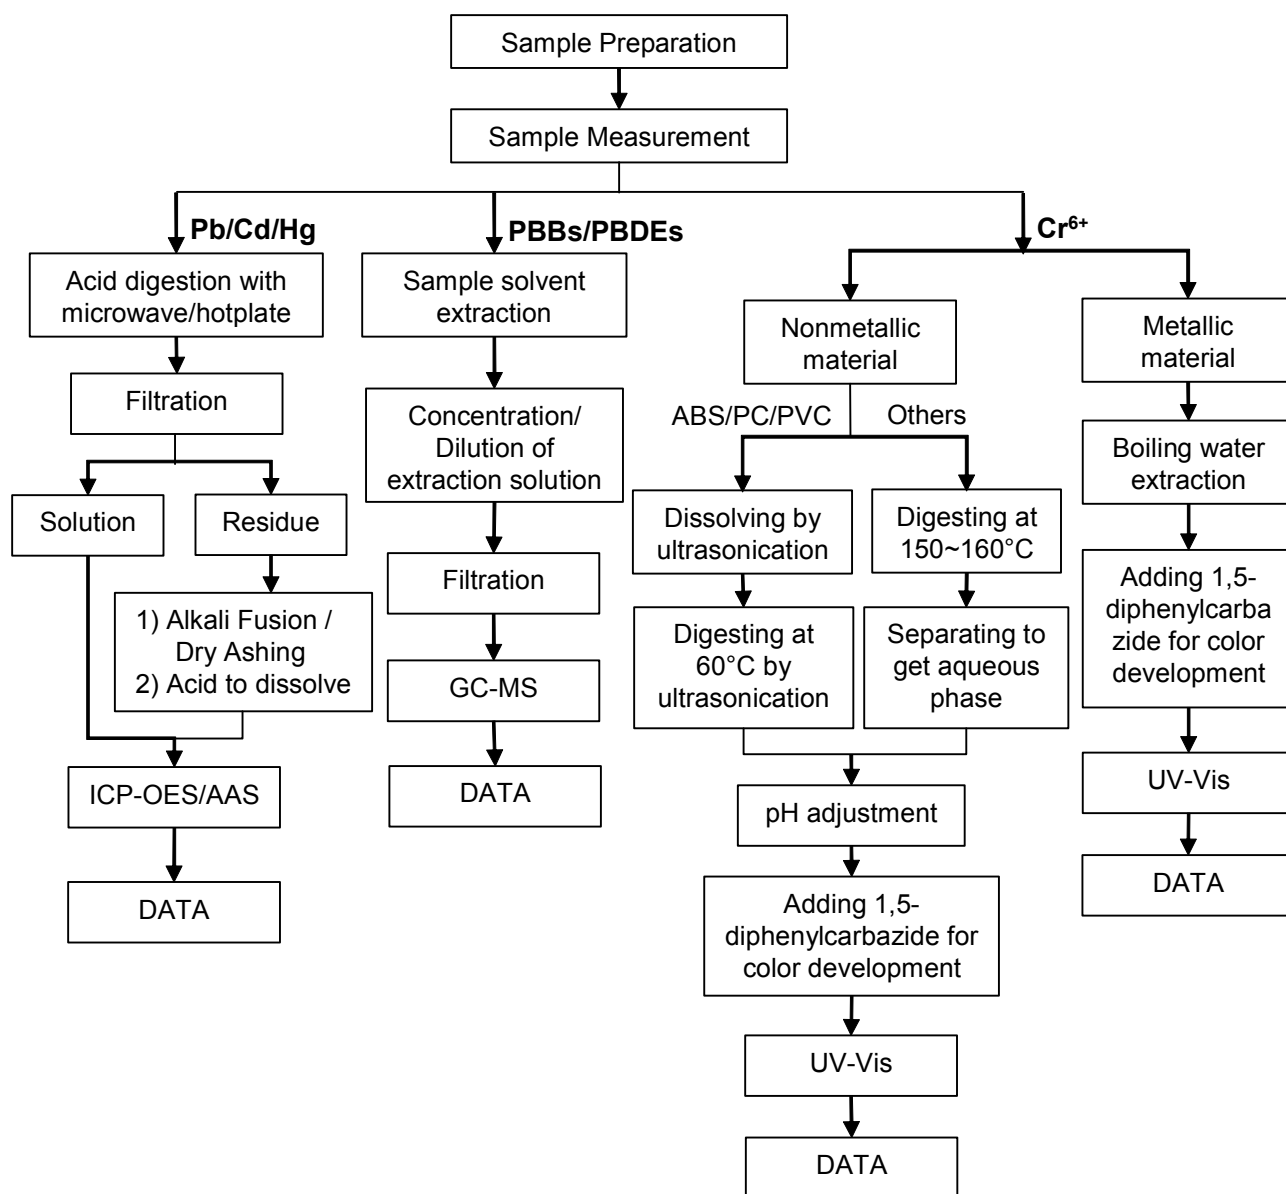 Sample Preparation
Sample Measurement
Pb/Cd/Hg
Acid digestion with
microwave/hotplate
Filtration
Solution
Residue
1) Alkali Fusion /
Dry Ashing
2) Acid to dissolve
ICP-OES/AAS
DATA
PBBs/PBDEs
Sample solvent
extraction
Concentration/
Dilution of
extraction solution
Filtration
GC-MS
DATA
Cr⁶⁺
Nonmetallic
material
ABS/PC/PVC
Others
Dissolving by
ultrasonication
Digesting at
60°C by
ultrasonication
Digesting at
150~160°C
Separating to
get aqueous
phase
pH adjustment
Adding 1,5-
diphenylcarbazide for
color development
UV-Vis
DATA
Metallic
material
Boiling water
extraction
Adding 1,5-
diphenylcarba
zide for color
development
UV-Vis
DATA